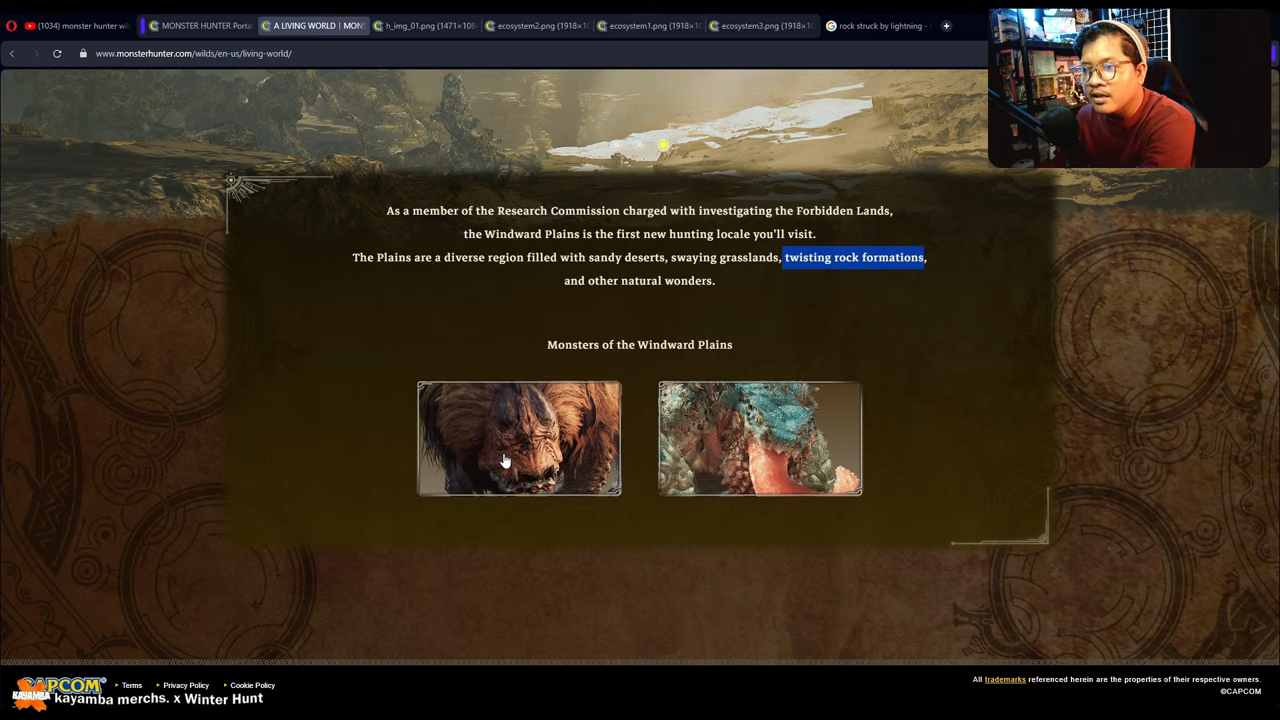 (1034) monster hunter wil
MONSTER HUNTER Porta
A LIVING WORLD | MON
h_img_01.png (1471×108
ecosystem2.png (1918×1
ecosystem1.png (1918×10
ecosystem3.png (1918×1
rock struck by lightning -
www.monsterhunter.com/wilds/en-us/living-world/
As a member of the Research Commission charged with investigating the Forbidden Lands,
the Windward Plains is the first new hunting locale you'll visit.
The Plains are a diverse region filled with sandy deserts, swaying grasslands, twisting rock formations,
and other natural wonders.
Monsters of the Windward Plains
CAPCOM
Terms
Privacy Policy
Cookie Policy
All trademarks referenced herein are the properties of their respective owners.
©CAPCOM
KAYAMBA
kayamba merchs. x Winter Hunt